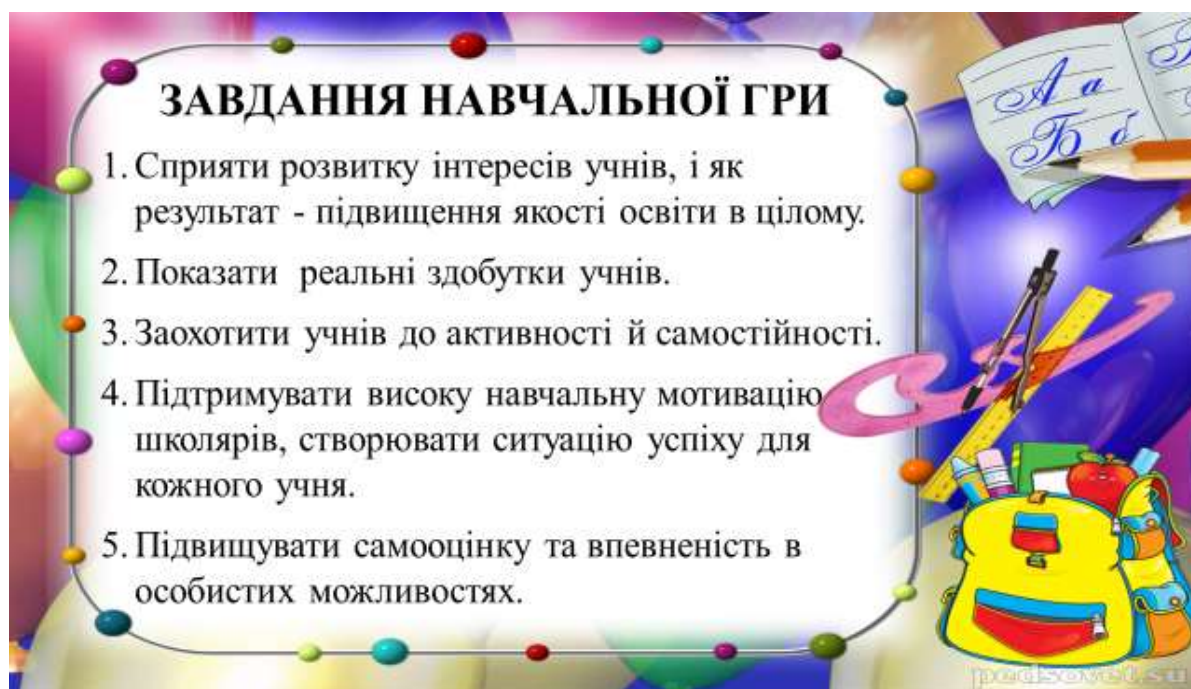 ЗАВДАННЯ НАВЧАЛЬНОЇ ГРИ
1. Сприяти розвитку інтересів учнів, і як
результат - підвищення якості освіти в цілому.
2. Показати реальні здобутки учнів.
3. Заохотити учнів до активності й самостійності.
4. Підтримувати високу навчальну мотивацію
школярів, створювати ситуацію успіху для
кожного учня.
5. Підвищувати самооцінку та впевненість в
особистих можливостях.
А а
Б б
pedsovet.su